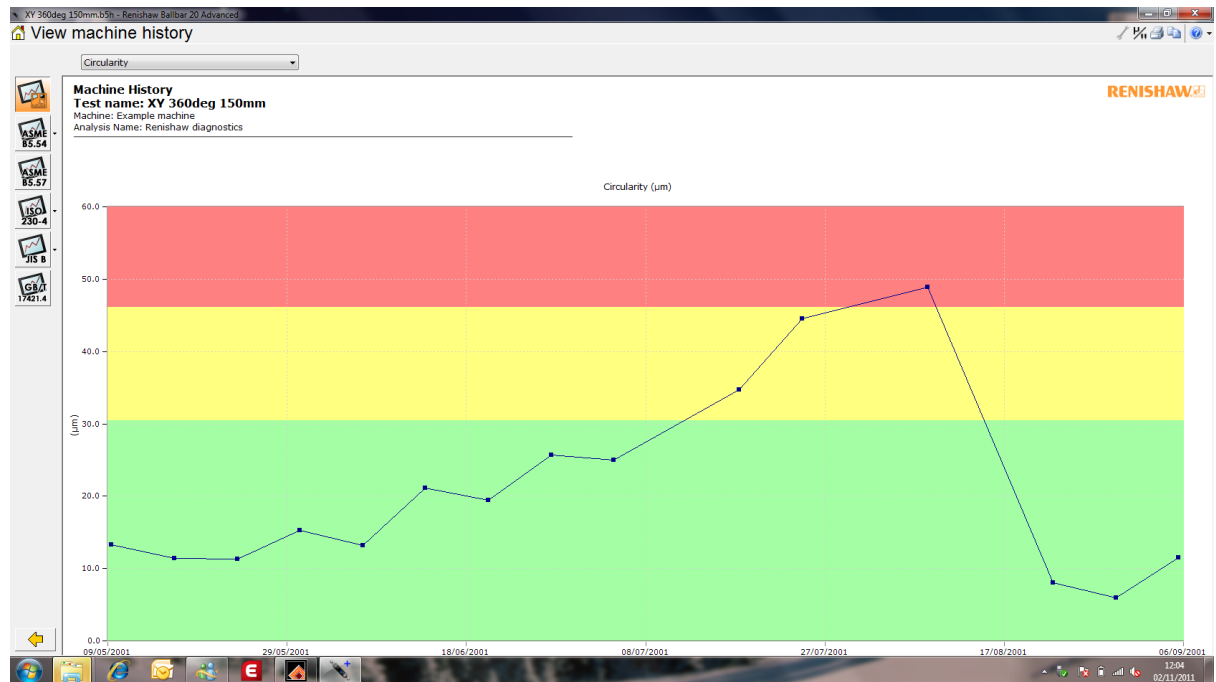 XY 360deg 150mm.b5h - Renishaw Ballbar 20 Advanced
View machine history
Circularity
Machine History
Test name: XY 360deg 150mm
Machine: Example machine
Analysis Name: Renishaw diagnostics
RENISHAW
ASME
B5.54
ASME
B5.57
ISO
230-4
JIS B
GB/T
17421.4
Circularity (µm)
60.0
50.0
40.0
30.0
20.0
10.0
0.0
(µm)
09/05/2001
29/05/2001
18/06/2001
08/07/2001
27/07/2001
17/08/2001
06/09/2001
12:04
02/11/2011